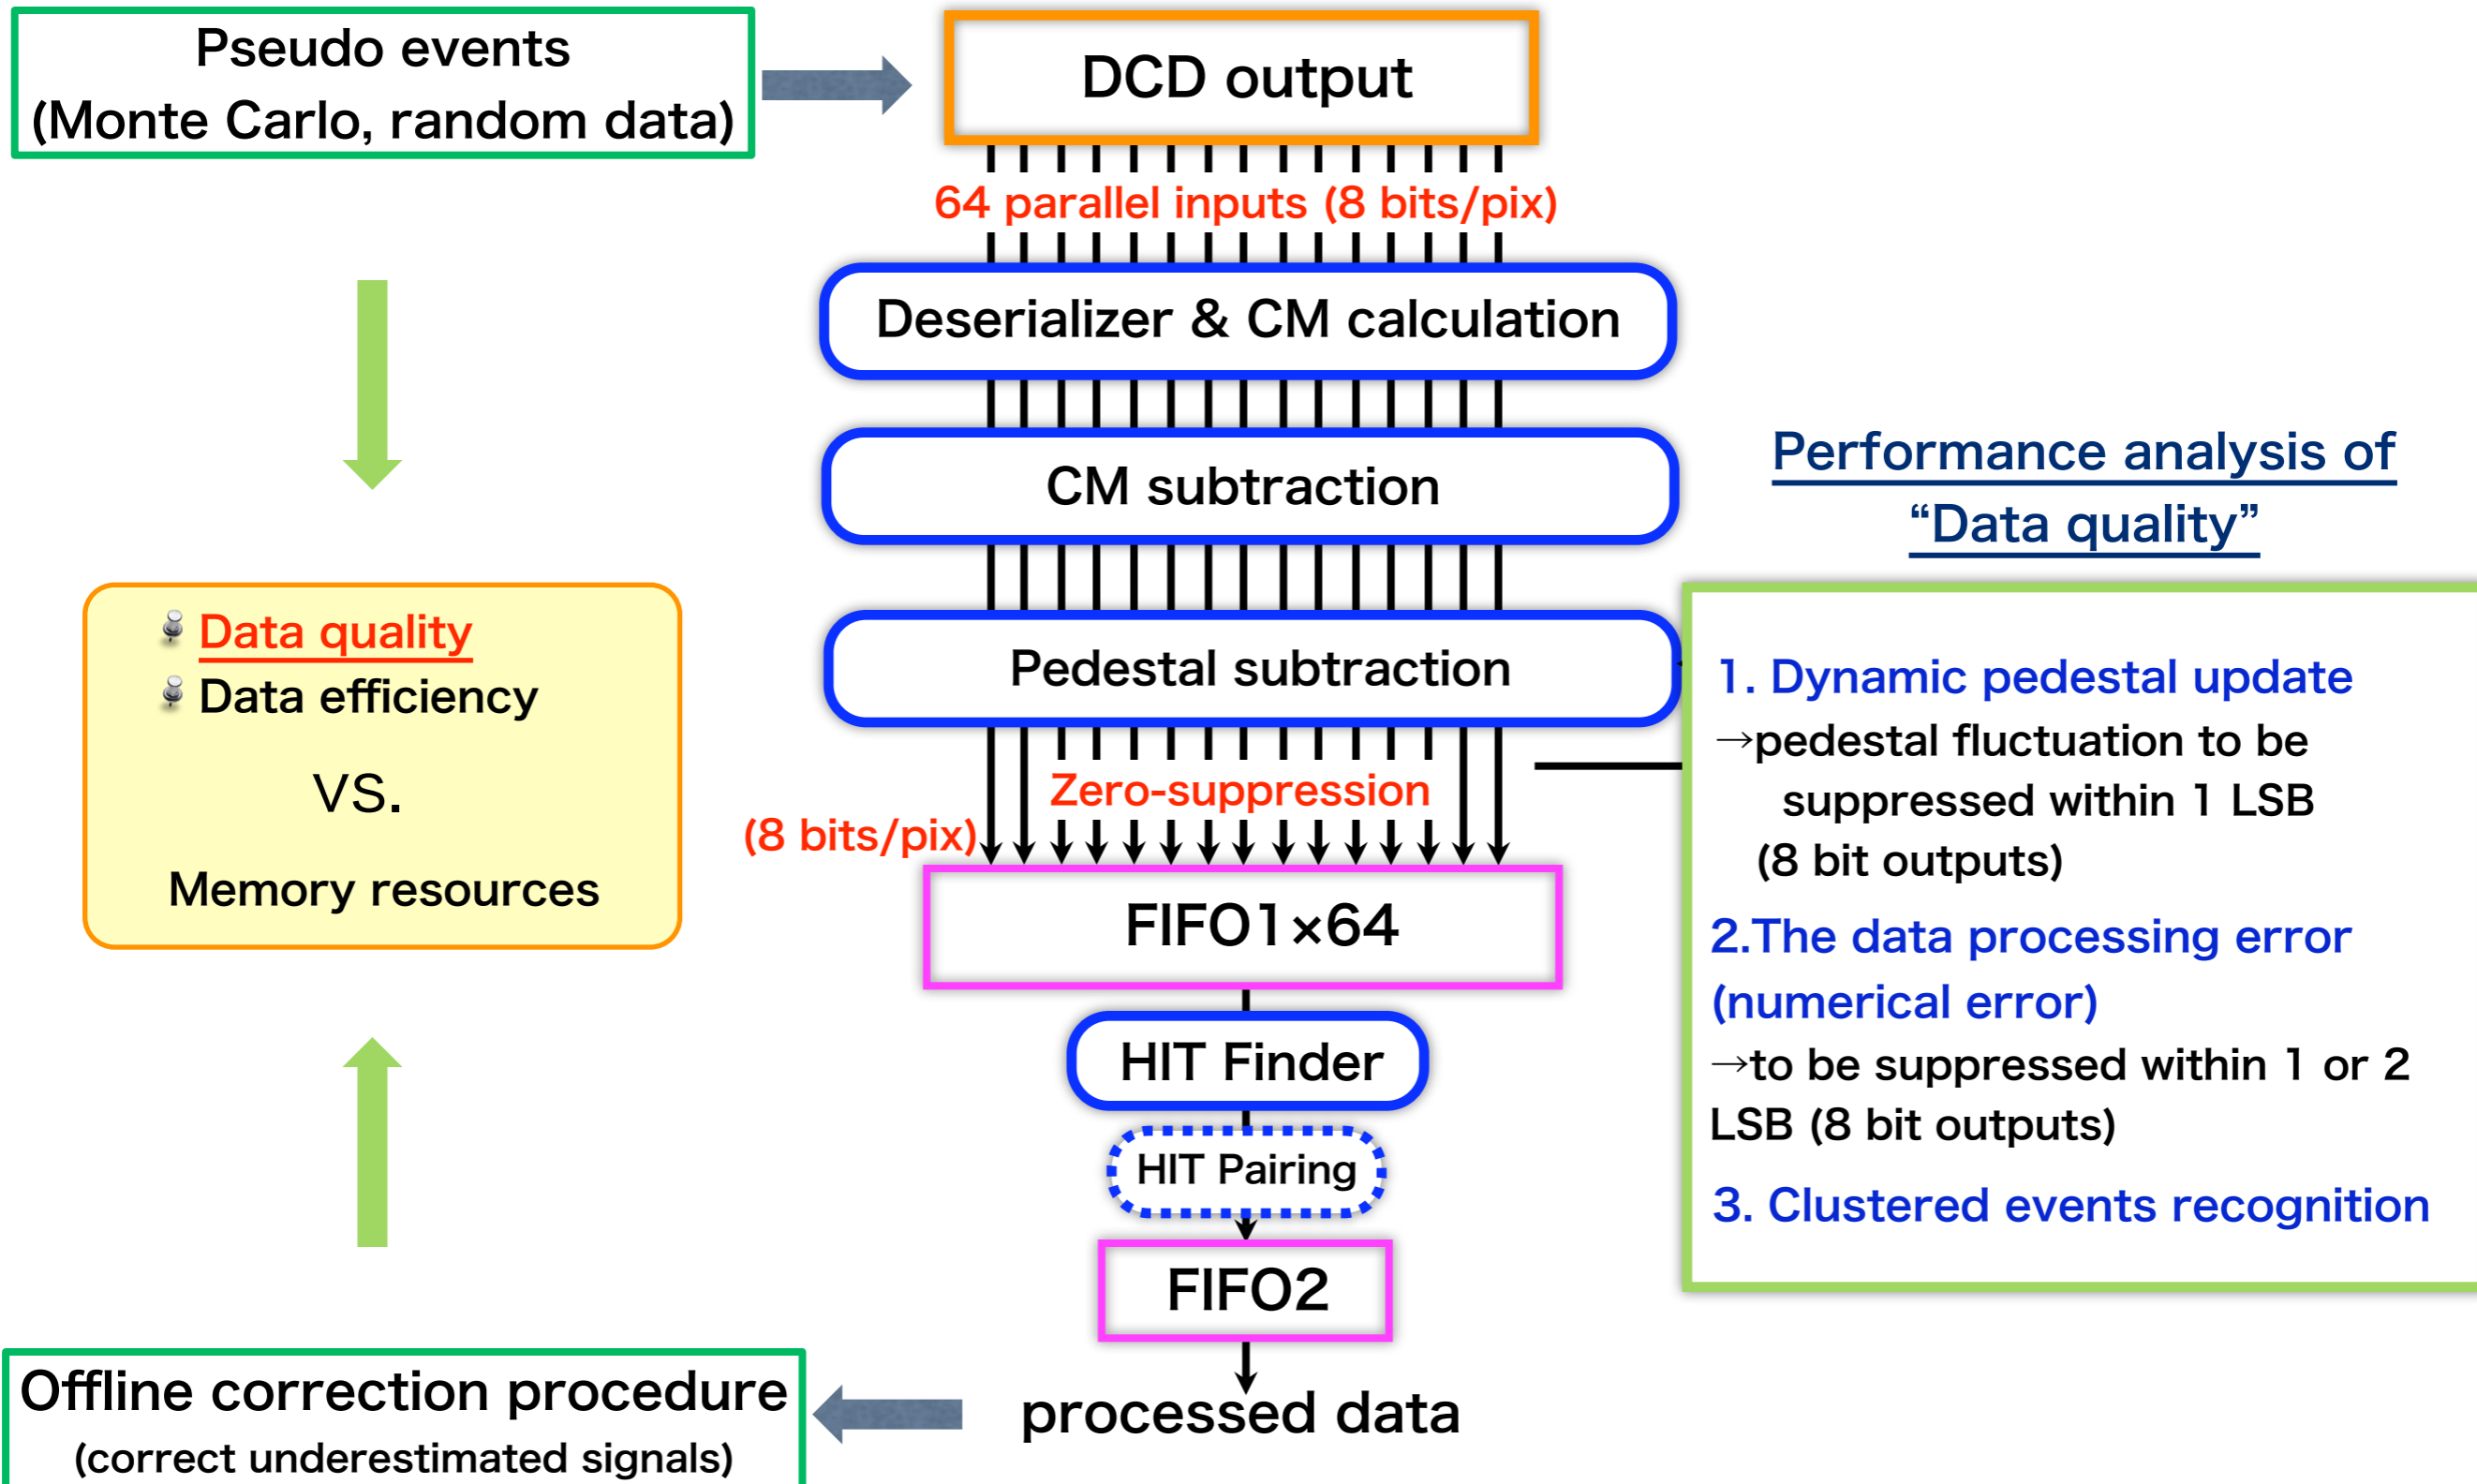 Pseudo events
(Monte Carlo, random data)
DCD output
64 parallel inputs (8 bits/pix)
Deserializer & CM calculation
CM subtraction
Pedestal subtraction
Zero-suppression
(8 bits/pix)
FIFO1×64
HIT Finder
HIT Pairing
FIFO2
processed data
Offline correction procedure
(correct underestimated signals)
Data quality
Data efficiency
VS.
Memory resources
Performance analysis of
“Data quality”
1. Dynamic pedestal update
→pedestal fluctuation to be
suppressed within 1 LSB
(8 bit outputs)
2.The data processing error
(numerical error)
→to be suppressed within 1 or 2
LSB (8 bit outputs)
3. Clustered events recognition